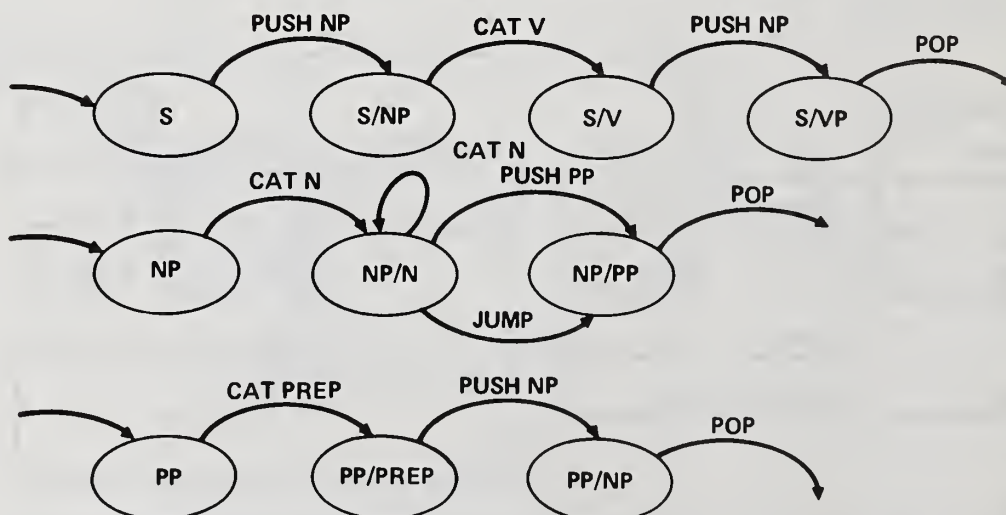 PUSH NP
CAT V
PUSH NP
POP
S
S/NP
S/V
S/VP
CAT N
CAT N
PUSH PP
POP
NP
NP/N
NP/PP
JUMP
CAT PREP
PUSH NP
POP
PP
PP/PREP
PP/NP